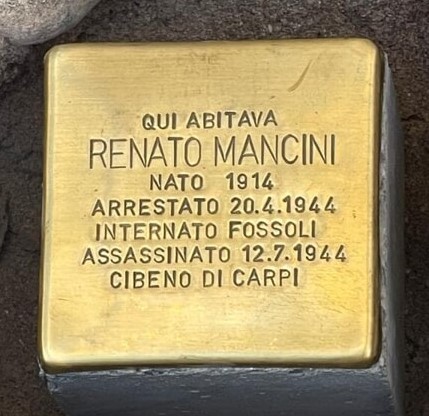 QUI ABITAVA
RENATO MANCINI
NATO 1914
ARRESTATO 20.4.1944
INTERNATO FOSSOLI
ASSASSINATO 12.7.1944
CIBENO DI CARPI